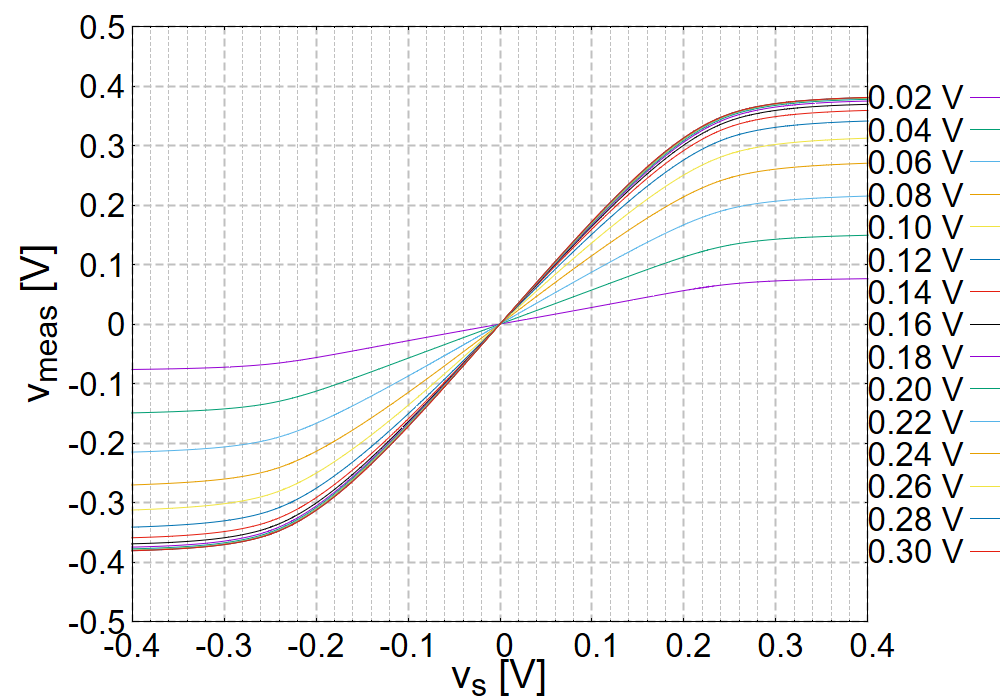 0.5
0.4
0.3
0.2
0.1
0
-0.1
-0.2
-0.3
-0.4
-0.5
v_meas [V]
-0.4 -0.3 -0.2 -0.1 0 0.1 0.2 0.3 0.4
v_s [V]
0.02 V
0.04 V
0.06 V
0.08 V
0.10 V
0.12 V
0.14 V
0.16 V
0.18 V
0.20 V
0.22 V
0.24 V
0.26 V
0.28 V
0.30 V